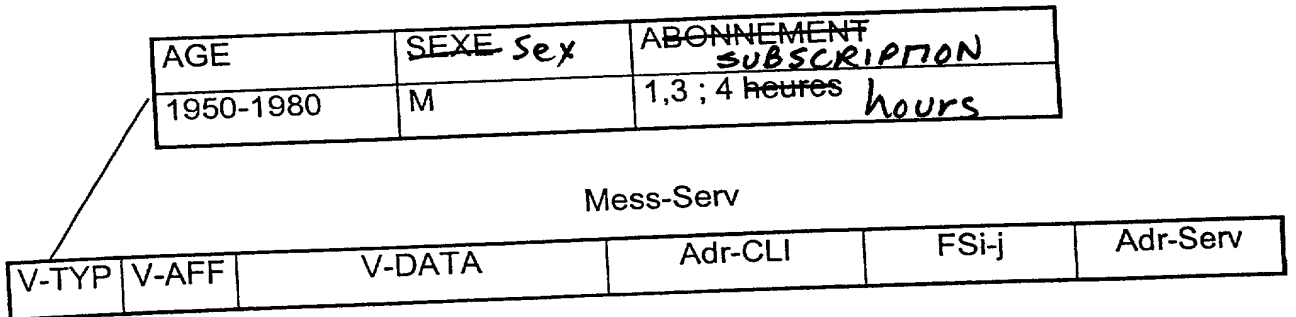 AGE SEXE Sex ABONNEMENT
SUBSCRIPTION
1950-1980 M 1,3 ; 4 heures hours
Mess-Serv
V-TYP V-AFF V-DATA Adr-CLI FSi-j Adr-Serv